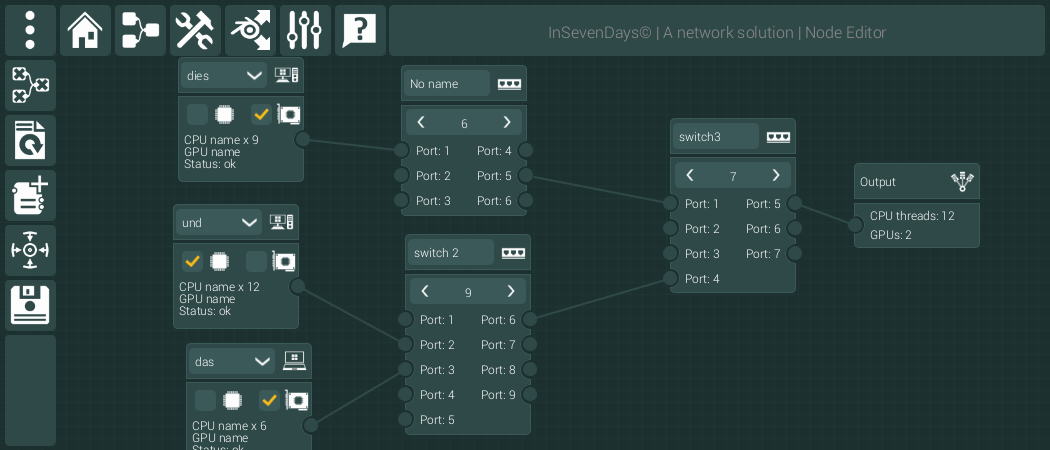 InSevenDays© | A network solution | Node Editor
dies
CPU name x 9
GPU name
Status: ok
No name
6
Port: 1 Port: 4
Port: 2 Port: 5
Port: 3 Port: 6
switch3
7
Port: 1 Port: 5
Port: 2 Port: 6
Port: 3 Port: 7
Port: 4
Output
CPU threads: 12
GPUs: 2
und
CPU name x 12
GPU name
Status: ok
switch 2
9
Port: 1 Port: 6
Port: 2 Port: 7
Port: 3 Port: 8
Port: 4 Port: 9
Port: 5
das
CPU name x 6
GPU name
Status: ok